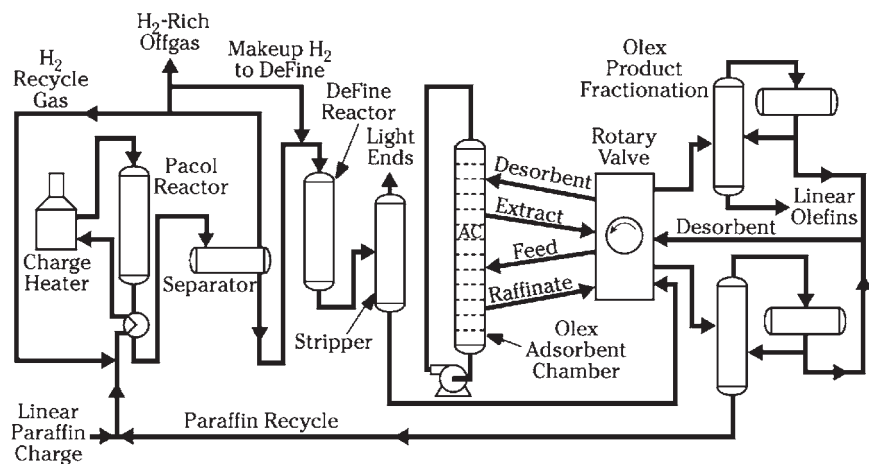 H2-Rich
Offgas
H2
Recycle
Gas
Makeup H2
to DeFine
DeFine
Reactor
Light
Ends
Pacol
Reactor
Charge
Heater
Separator
Stripper
Desorbent
Extract
AC
Feed
Raffinate
Olex
Adsorbent
Chamber
Rotary
Valve
Olex
Product
Fractionation
Linear
Olefins
Desorbent
Linear
Paraffin
Charge
Paraffin Recycle